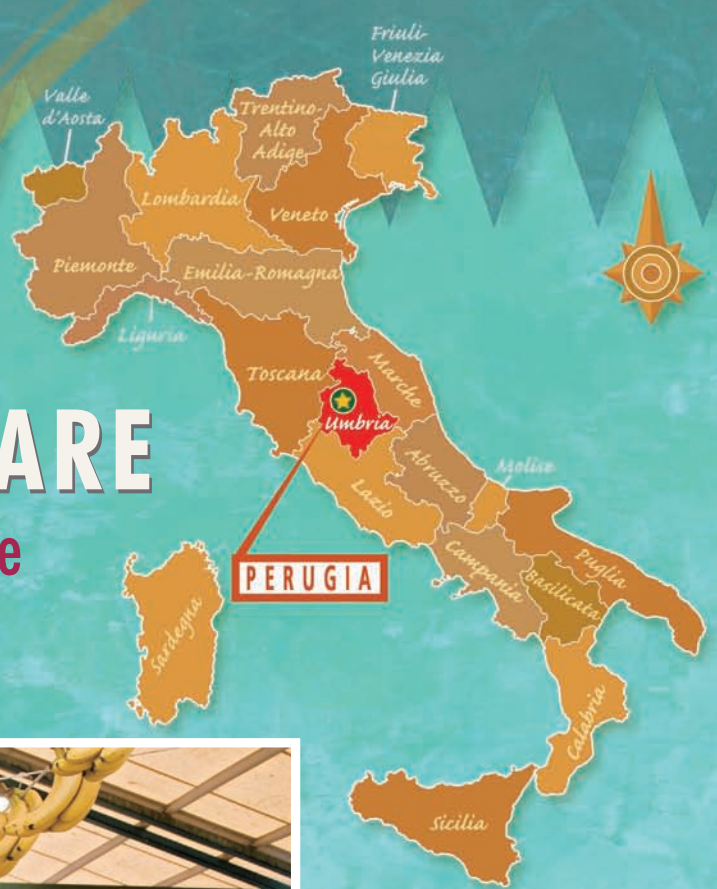 Friuli-
Venezia
Giulia
Valle
d'Aosta
Trentino-
Alto
Adige
Lombardia
Veneto
Piemonte
Emilia-Romagna
Liguria
Toscana
Marche
Umbria
ARE
e
Abruzzo
Molise
Lazio
PERUGIA
Campania
Puglia
Basilicata
Sardegna
Calabria
Sicilia